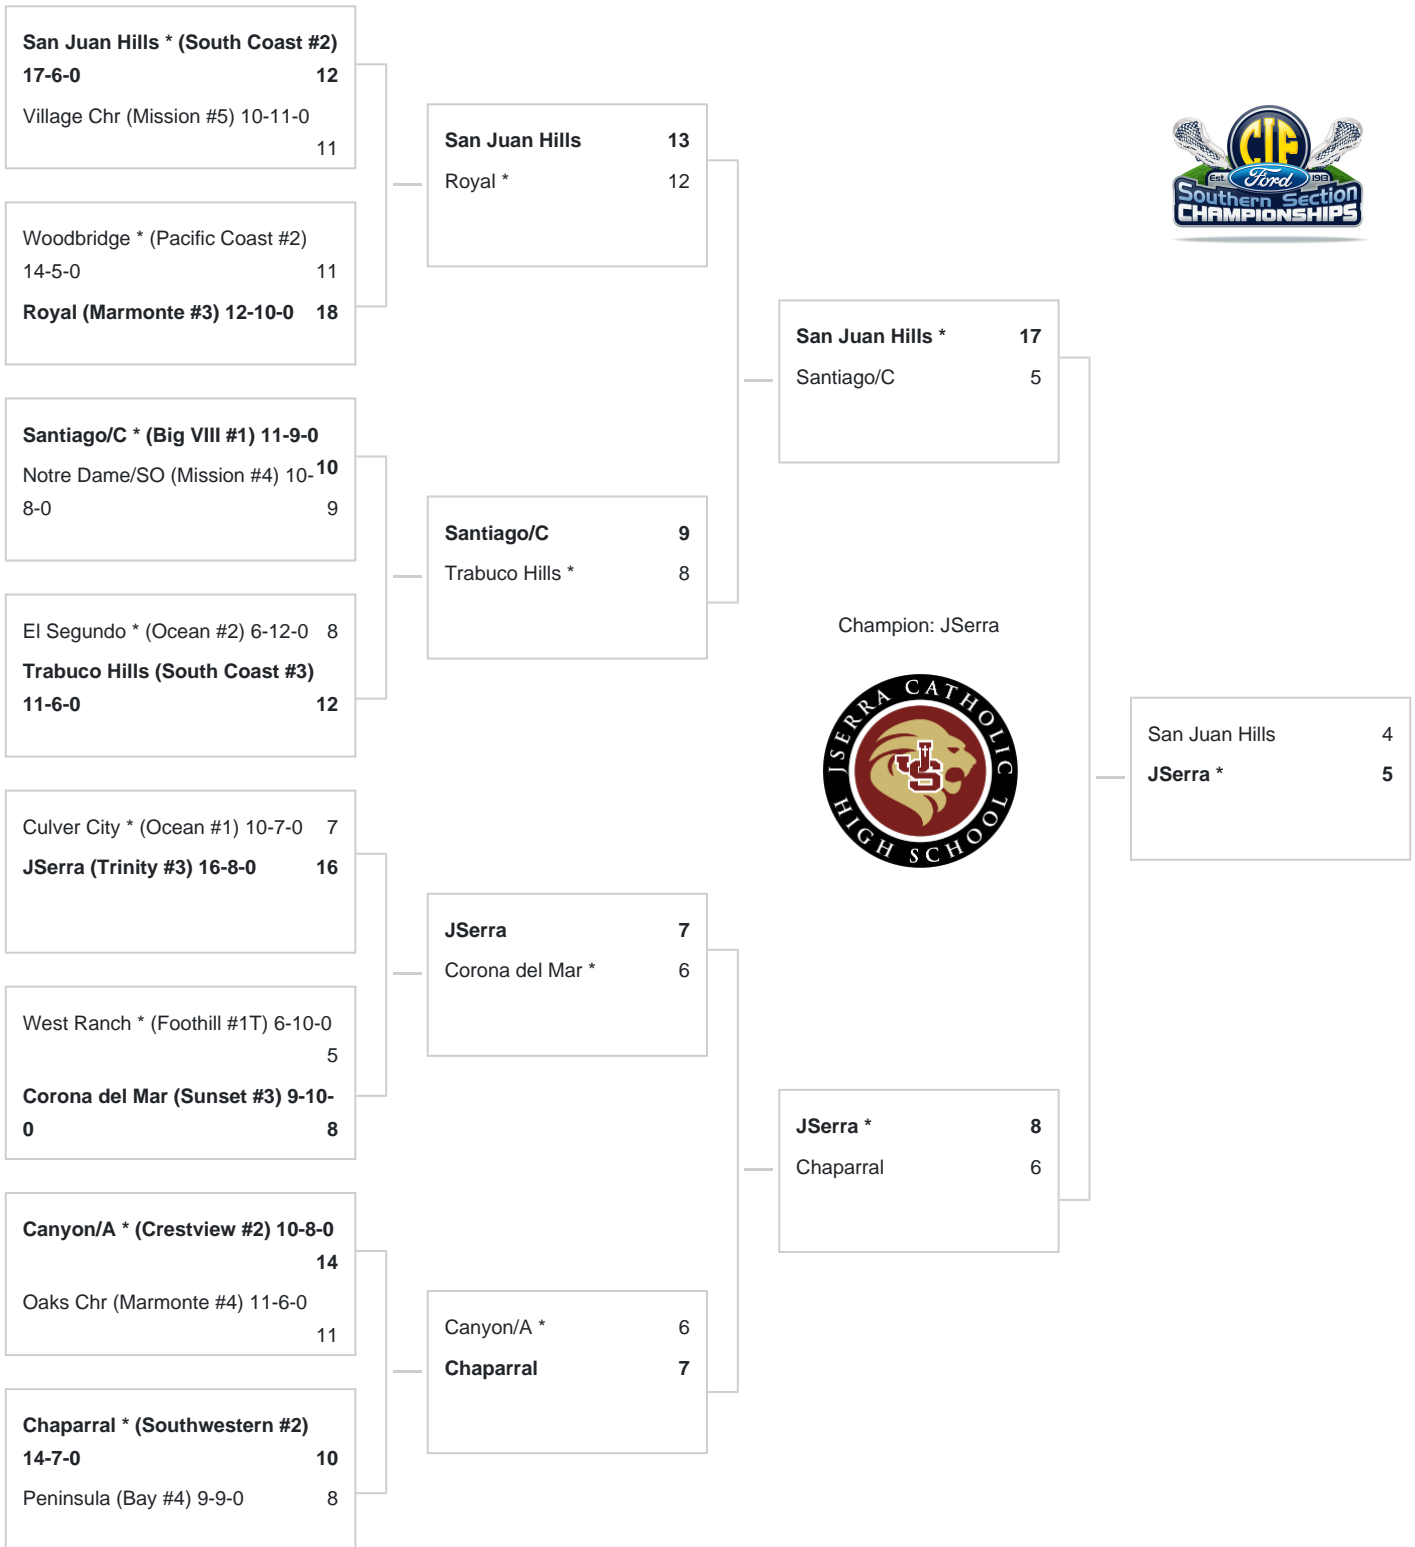 San Juan Hills * (South Coast #2)
17-6-0 12
Village Chr (Mission #5) 10-11-0
11
Woodbridge * (Pacific Coast #2)
14-5-0 11
Royal (Marmonte #3) 12-10-0 18
Santiago/C * (Big VIII #1) 11-9-0
10
Notre Dame/SO (Mission #4) 10-
8-0 9
El Segundo * (Ocean #2) 6-12-0 8
Trabuco Hills (South Coast #3)
11-6-0 12
Culver City * (Ocean #1) 10-7-0 7
JSerra (Trinity #3) 16-8-0 16
West Ranch * (Foothill #1T) 6-10-0
5
Corona del Mar (Sunset #3) 9-10-
0 8
Canyon/A * (Crestview #2) 10-8-0
14
Oaks Chr (Marmonte #4) 11-6-0
11
Chaparral * (Southwestern #2)
14-7-0 10
Peninsula (Bay #4) 9-9-0 8
San Juan Hills 13
Royal * 12
Santiago/C 9
Trabuco Hills * 8
JSerra 7
Corona del Mar * 6
Canyon/A * 6
Chaparral 7
San Juan Hills * 17
Santiago/C 5
JSerra * 8
Chaparral 6
Champion: JSerra
JSERRA CATHOLIC
JS
HIGH SCHOOL
San Juan Hills 4
JSerra * 5
CIF
Est. Ford 1913
Southern Section
CHAMPIONSHIPS